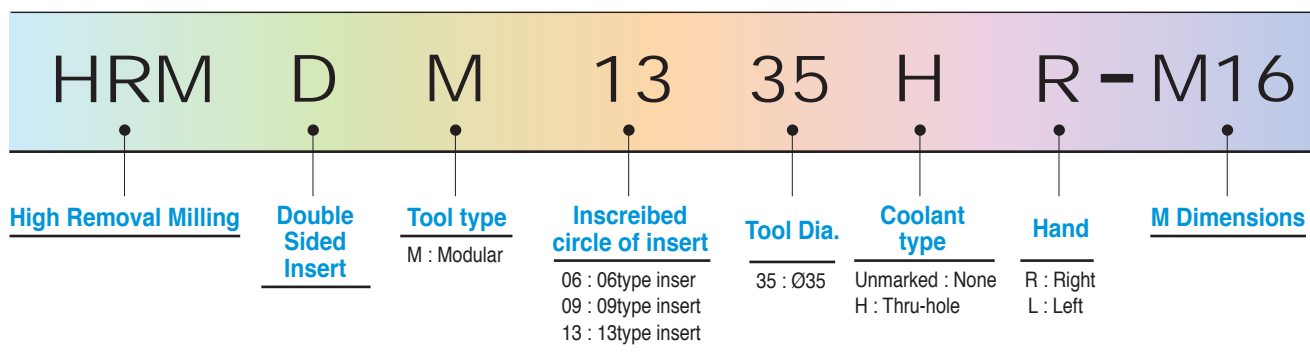 HRM D M 13 35 H R - M16
High Removal Milling
Double
Sided
Insert
Tool type
M : Modular
Inscreibed
circle of insert
06 : 06type inser
09 : 09type insert
13 : 13type insert
Tool Dia.
35 : Ø35
Coolant
type
Unmarked : None
H : Thru-hole
Hand
R : Right
L : Left
M Dimensions